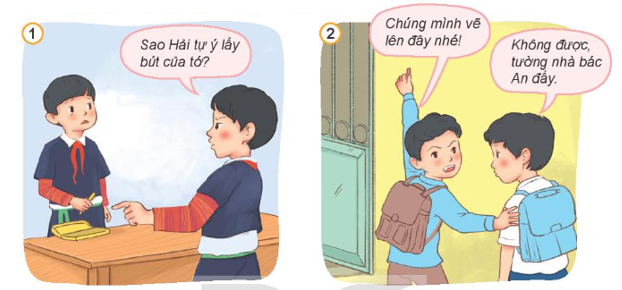 1
Sao Hải tự ý lấy
bút của tớ?
2
Chúng mình vẽ
lên đây nhé!
Không được,
tường nhà bác
An đấy.